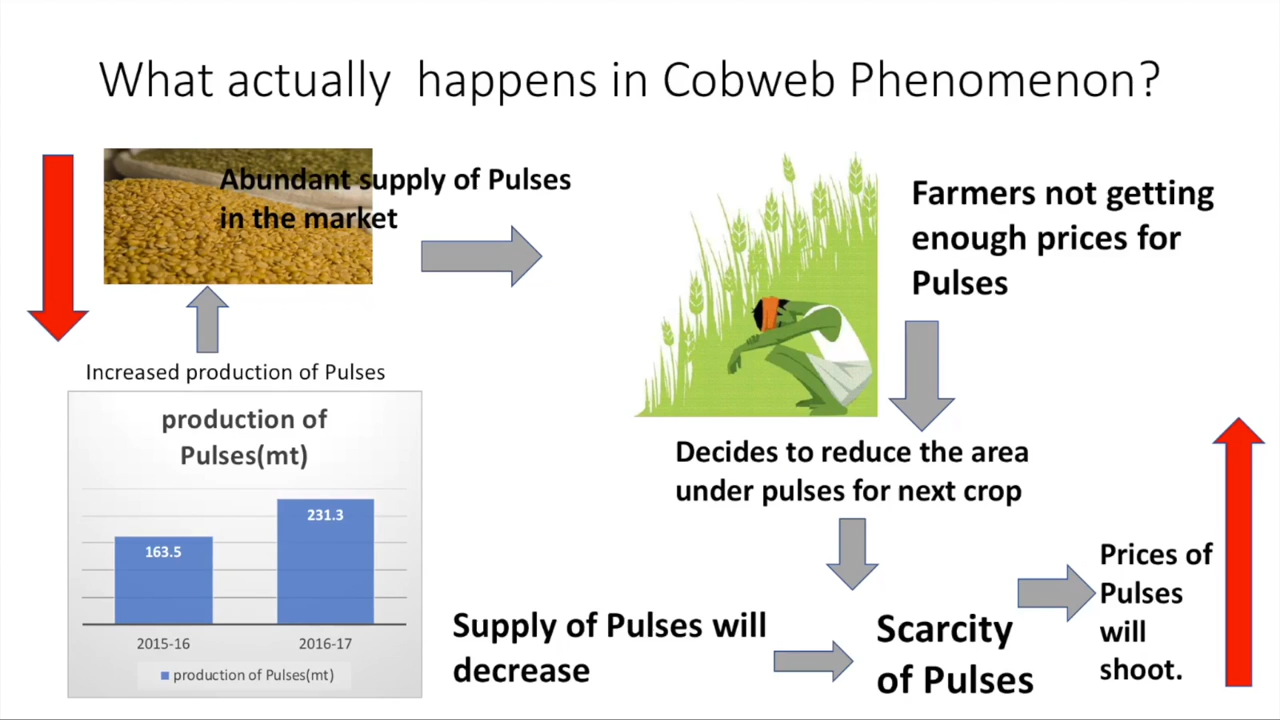 What actually happens in Cobweb Phenomenon?
Abundant supply of Pulses
in the market
Farmers not getting
enough prices for
Pulses
Increased production of Pulses
production of
Pulses(mt)
231.3
163.5
2015-16
2016-17
production of Pulses(mt)
Decides to reduce the area
under pulses for next crop
Supply of Pulses will
decrease
Scarcity
of Pulses
Prices of
Pulses
will
shoot.